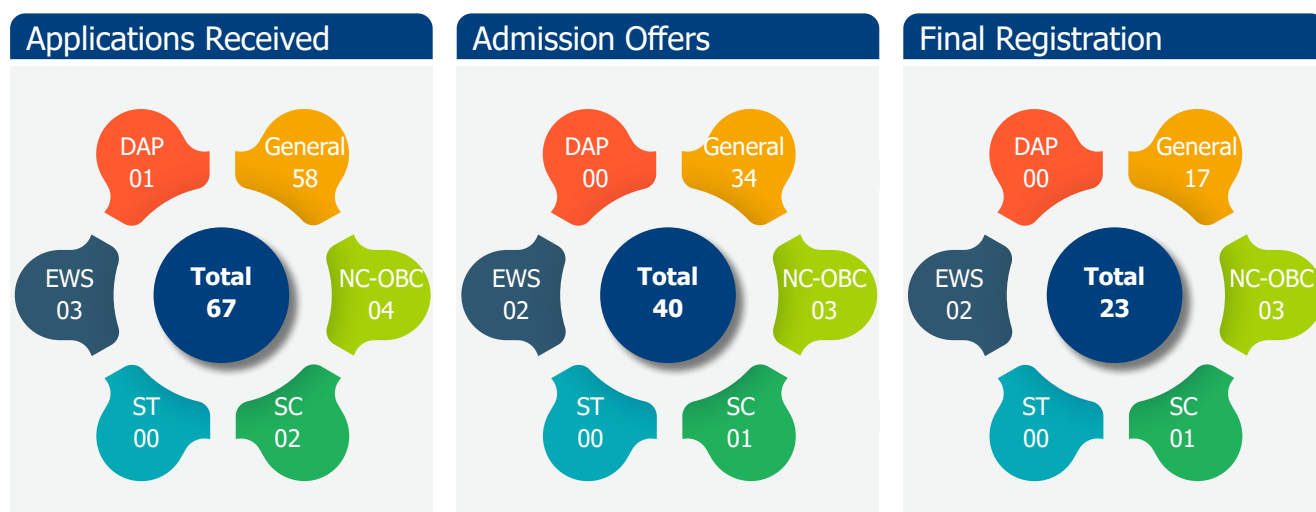 Applications Received
DAP
01
General
58
EWS
03
Total
67
NC-OBC
04
ST
00
SC
02
Admission Offers
DAP
00
General
34
EWS
02
Total
40
NC-OBC
03
ST
00
SC
01
Final Registration
DAP
00
General
17
EWS
02
Total
23
NC-OBC
03
ST
00
SC
01